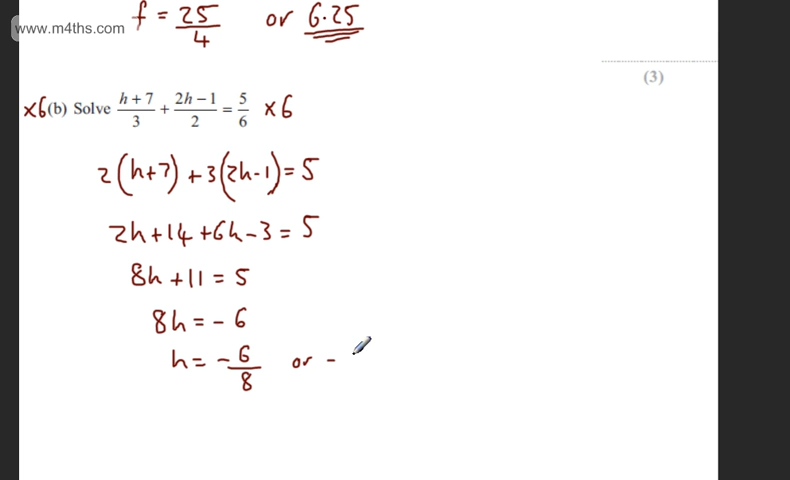 f = 25/4 or 6.25
www.m4ths.com
(3)
×6 (b) Solve (h + 7)/3 + (2h − 1)/2 = 5/6 ×6
2(h+7) + 3(2h-1) = 5
2h+14+6h-3 = 5
8h+11 = 5
8h = -6
h = -6/8 or -